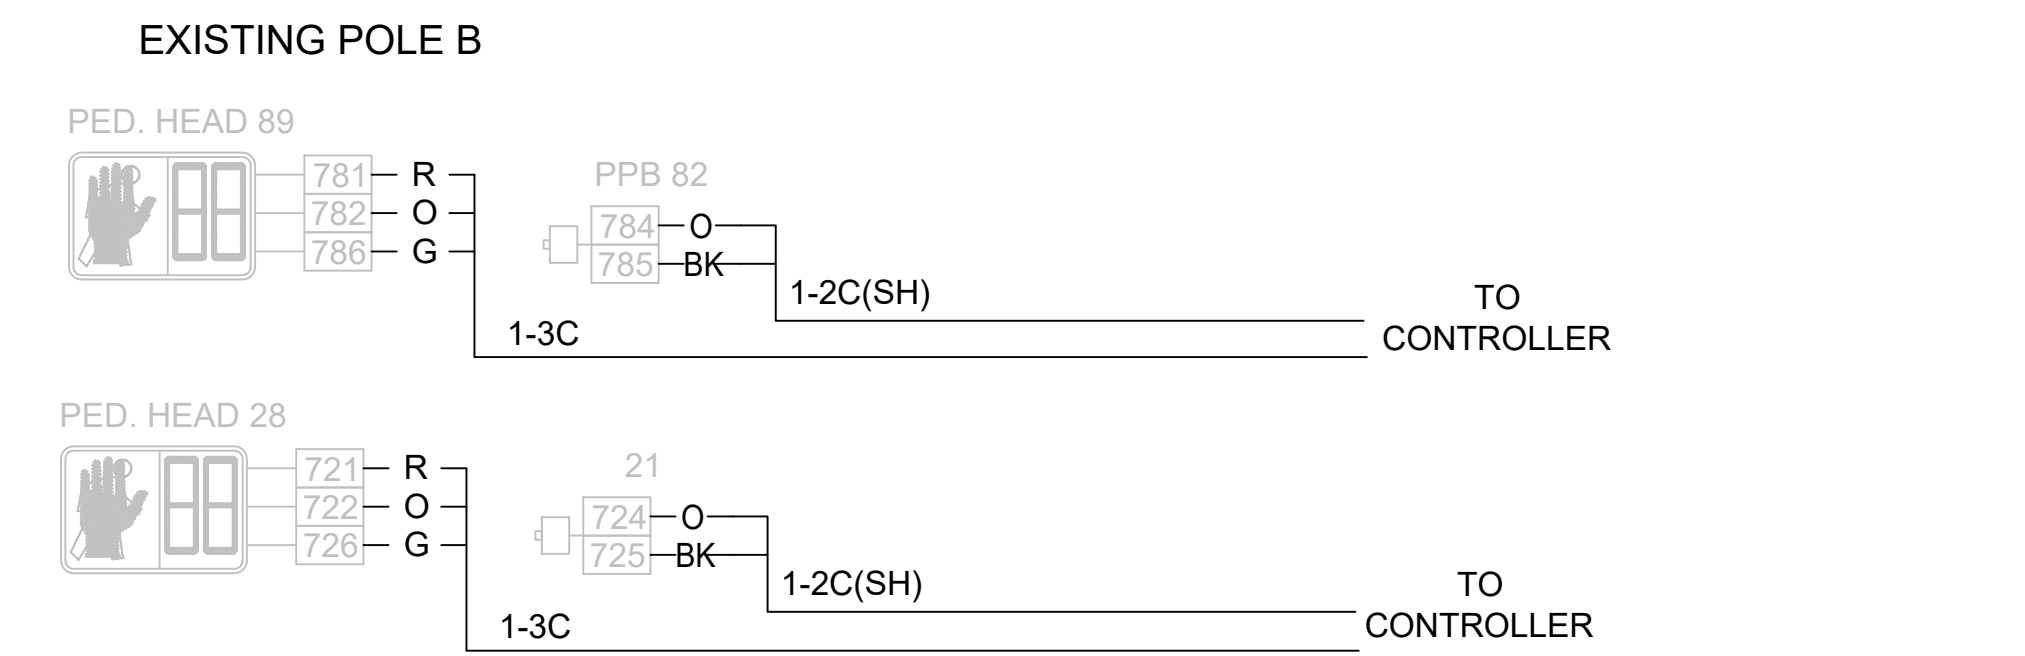 EXISTING POLE B
PED. HEAD 89
781 R
782 O
786 G
PPB 82
784 O
785 BK
1-2C(SH)
1-3C
TO
CONTROLLER
PED. HEAD 28
721 R
722 O
726 G
21
724 O
725 BK
1-2C(SH)
1-3C
TO
CONTROLLER